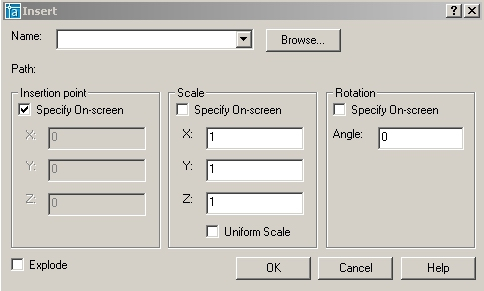 Insert
Name:
Browse...
Path:
Insertion point
Specify On-screen
X: 0
Y: 0
Z: 0
Scale
Specify On-screen
X: 1
Y: 1
Z: 1
Uniform Scale
Rotation
Specify On-screen
Angle: 0
Explode
OK Cancel Help